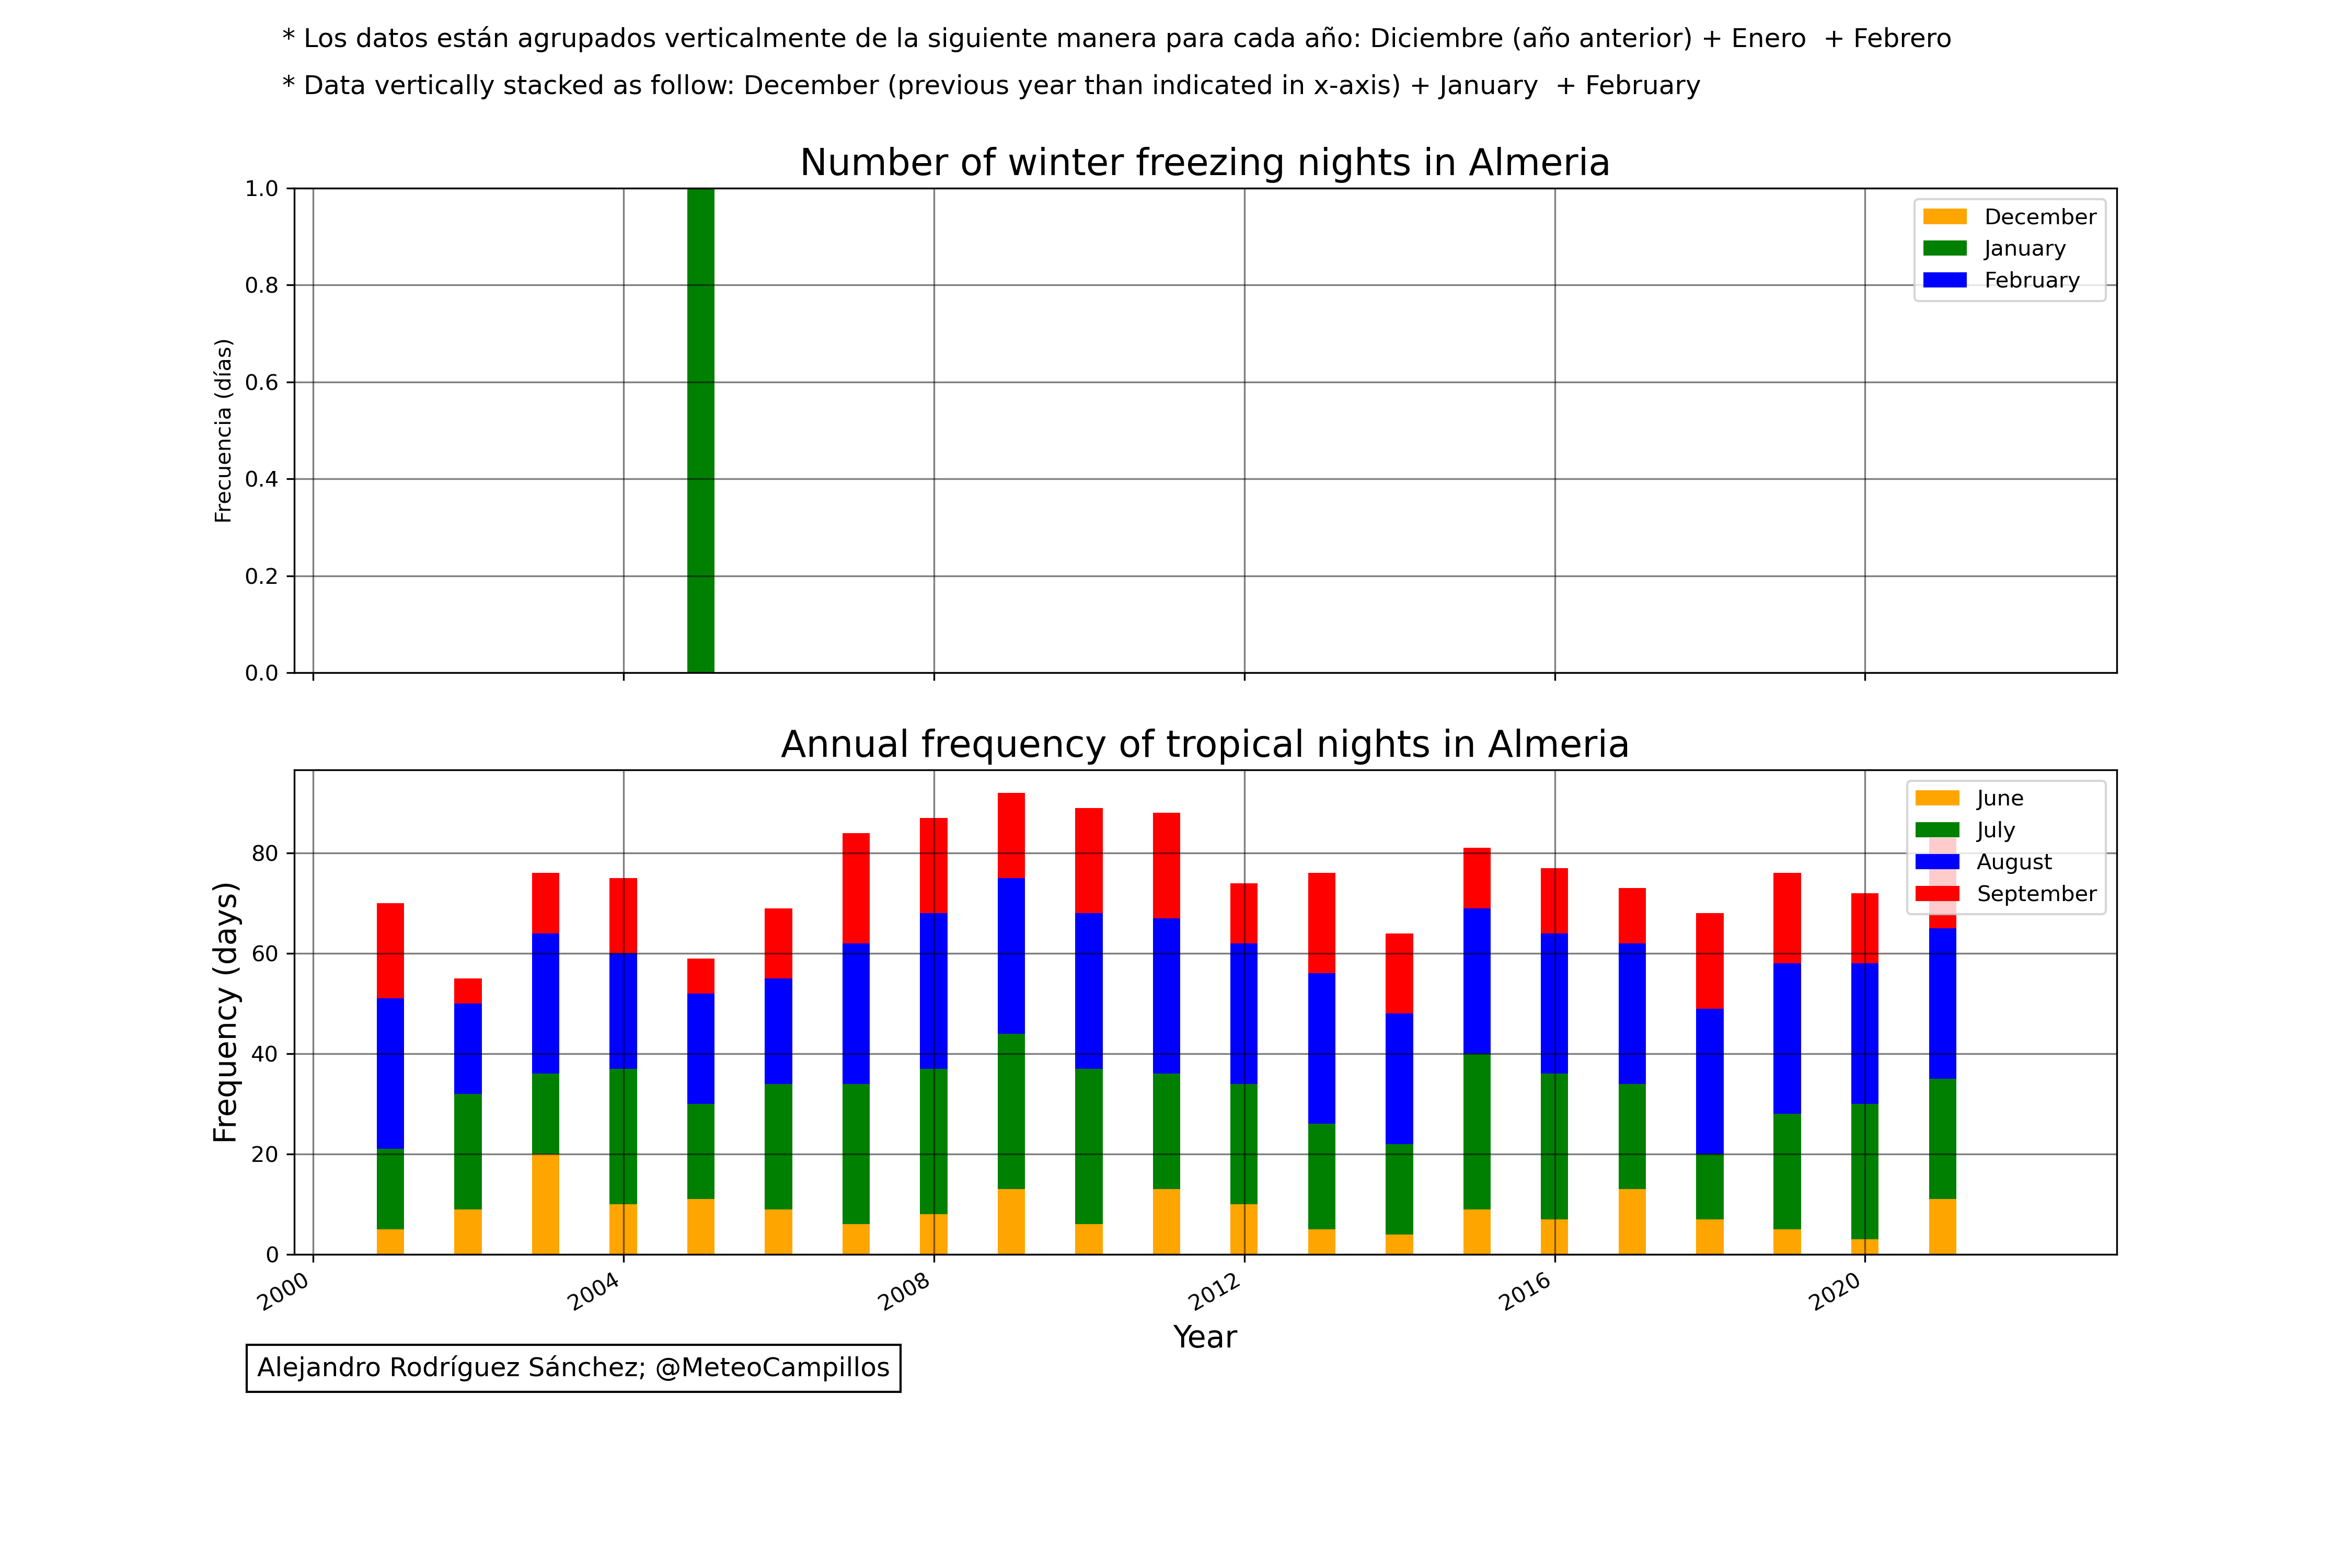 * Los datos están agrupados verticalmente de la siguiente manera para cada año: Diciembre (año anterior) + Enero  + Febrero
* Data vertically stacked as follow: December (previous year than indicated in x-axis) + January  + February
Number of winter freezing nights in Almeria
1.0
0.8
0.6
0.4
0.2
0.0
Frecuencia (días)
December
January
February
Annual frequency of tropical nights in Almeria
80
60
40
20
0
Frequency (days)
June
July
August
September
2000
2004
2008
2012
2016
2020
Year
Alejandro Rodríguez Sánchez; @MeteoCampillos